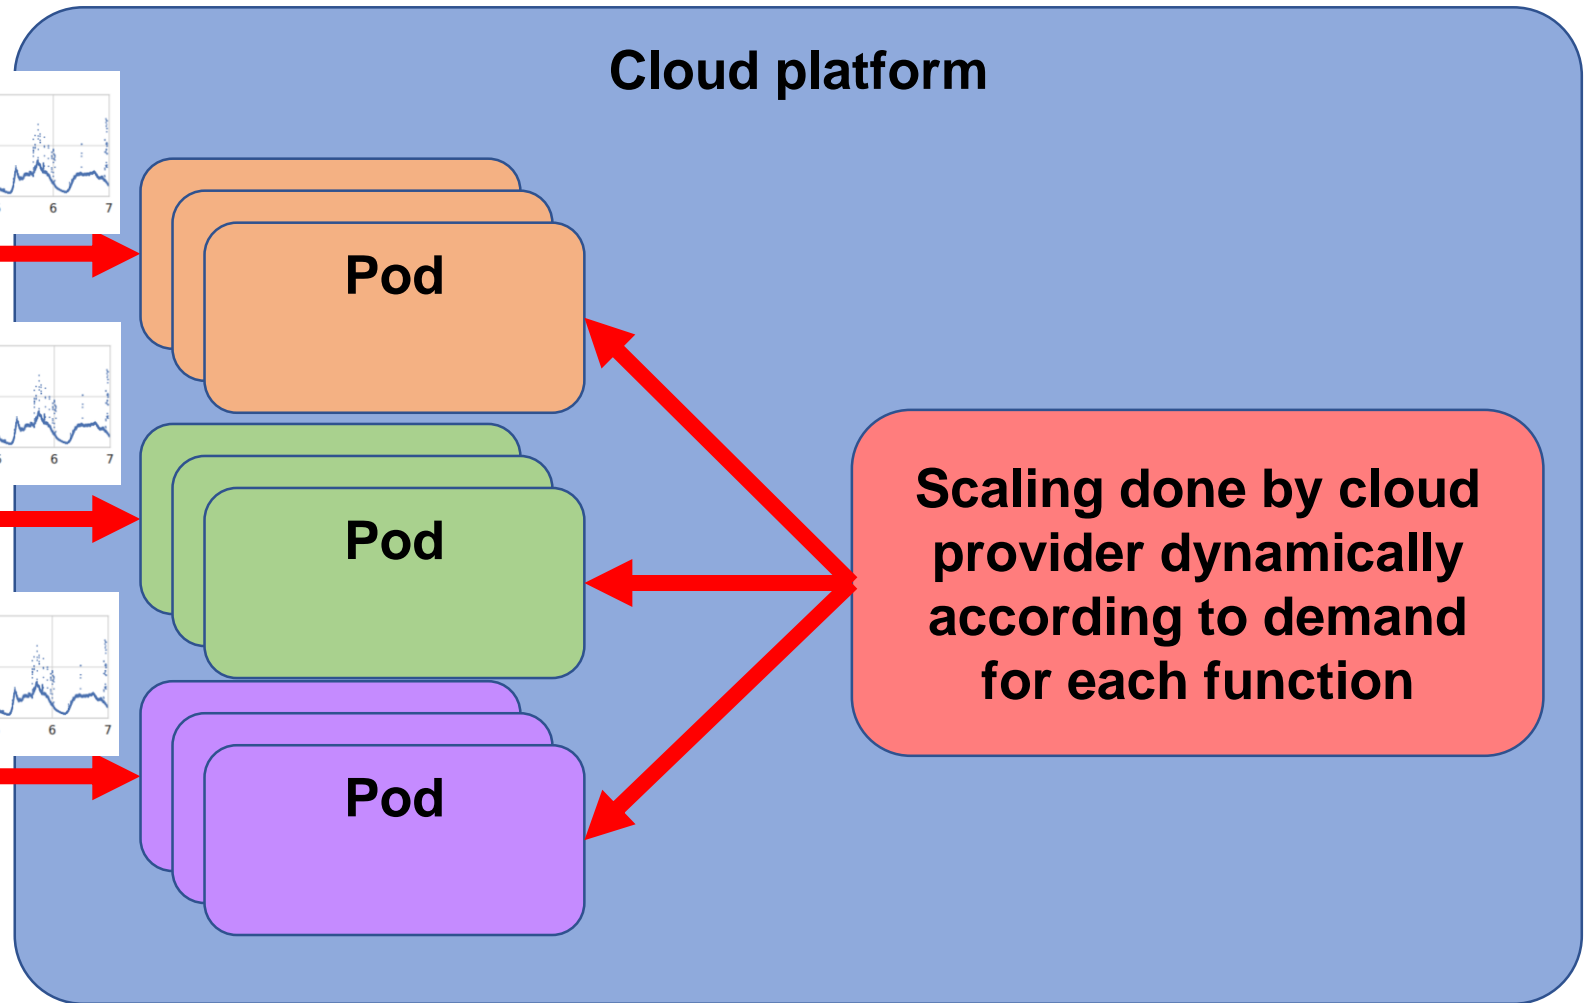 Cloud platform
6 7
Pod
6 7
Pod
6 7
Pod
Scaling done by cloud
provider dynamically
according to demand
for each function